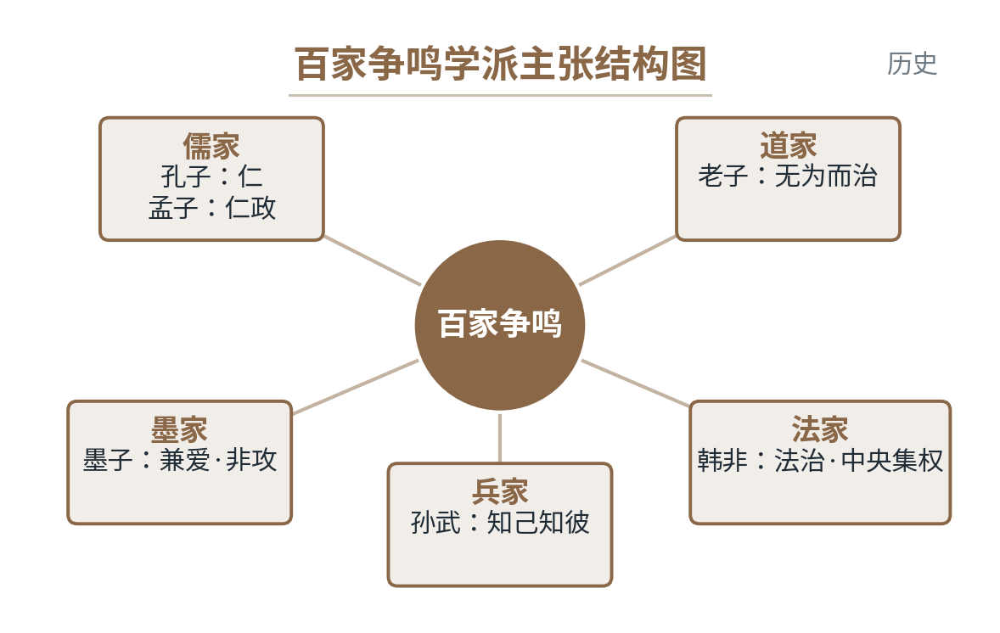 百家争鸣学派主张结构图
历史
儒家
孔子：仁
孟子：仁政
道家
老子：无为而治
百家争鸣
墨家
墨子：兼爱·非攻
法家
韩非：法治·中央集权
兵家
孙武：知己知彼